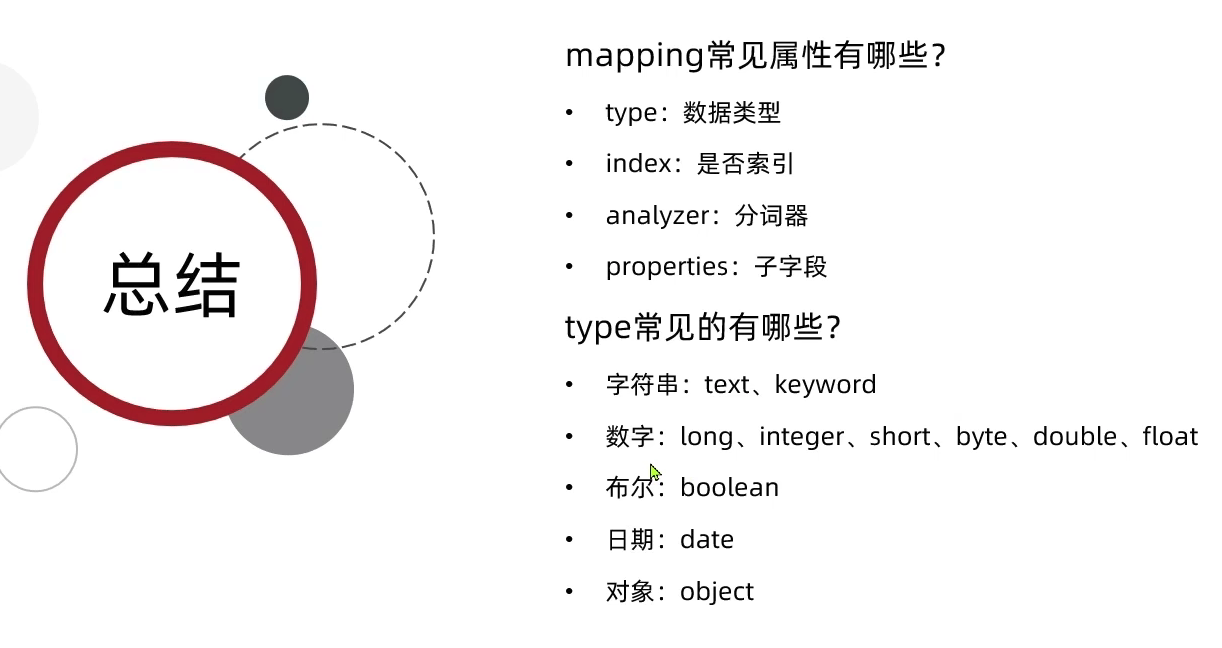 总结
mapping常见属性有哪些？
• type：数据类型
• index：是否索引
• analyzer：分词器
• properties：子字段
type常见的有哪些？
• 字符串：text、keyword
• 数字：long、integer、short、byte、double、float
• 布尔：boolean
• 日期：date
• 对象：object